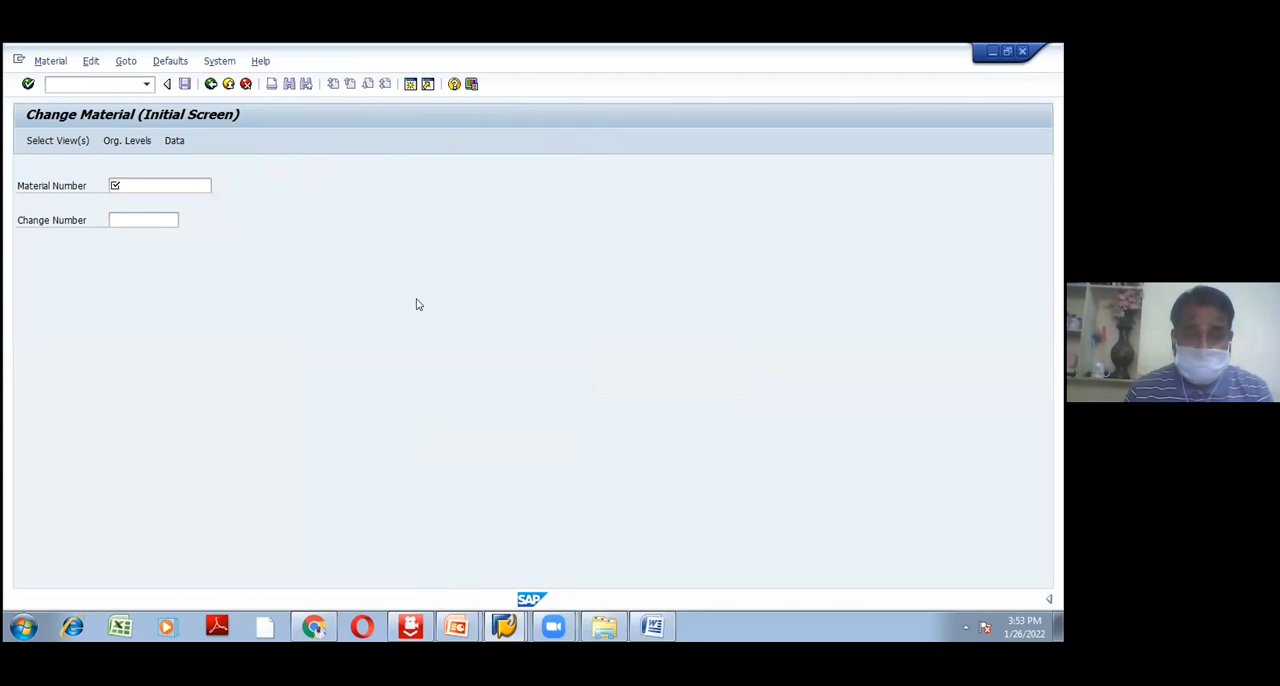 Material Edit Goto Defaults System Help
Change Material (Initial Screen)
Select View(s) Org. Levels Data
Material Number
Change Number
SAP
3:53 PM
1/26/2022